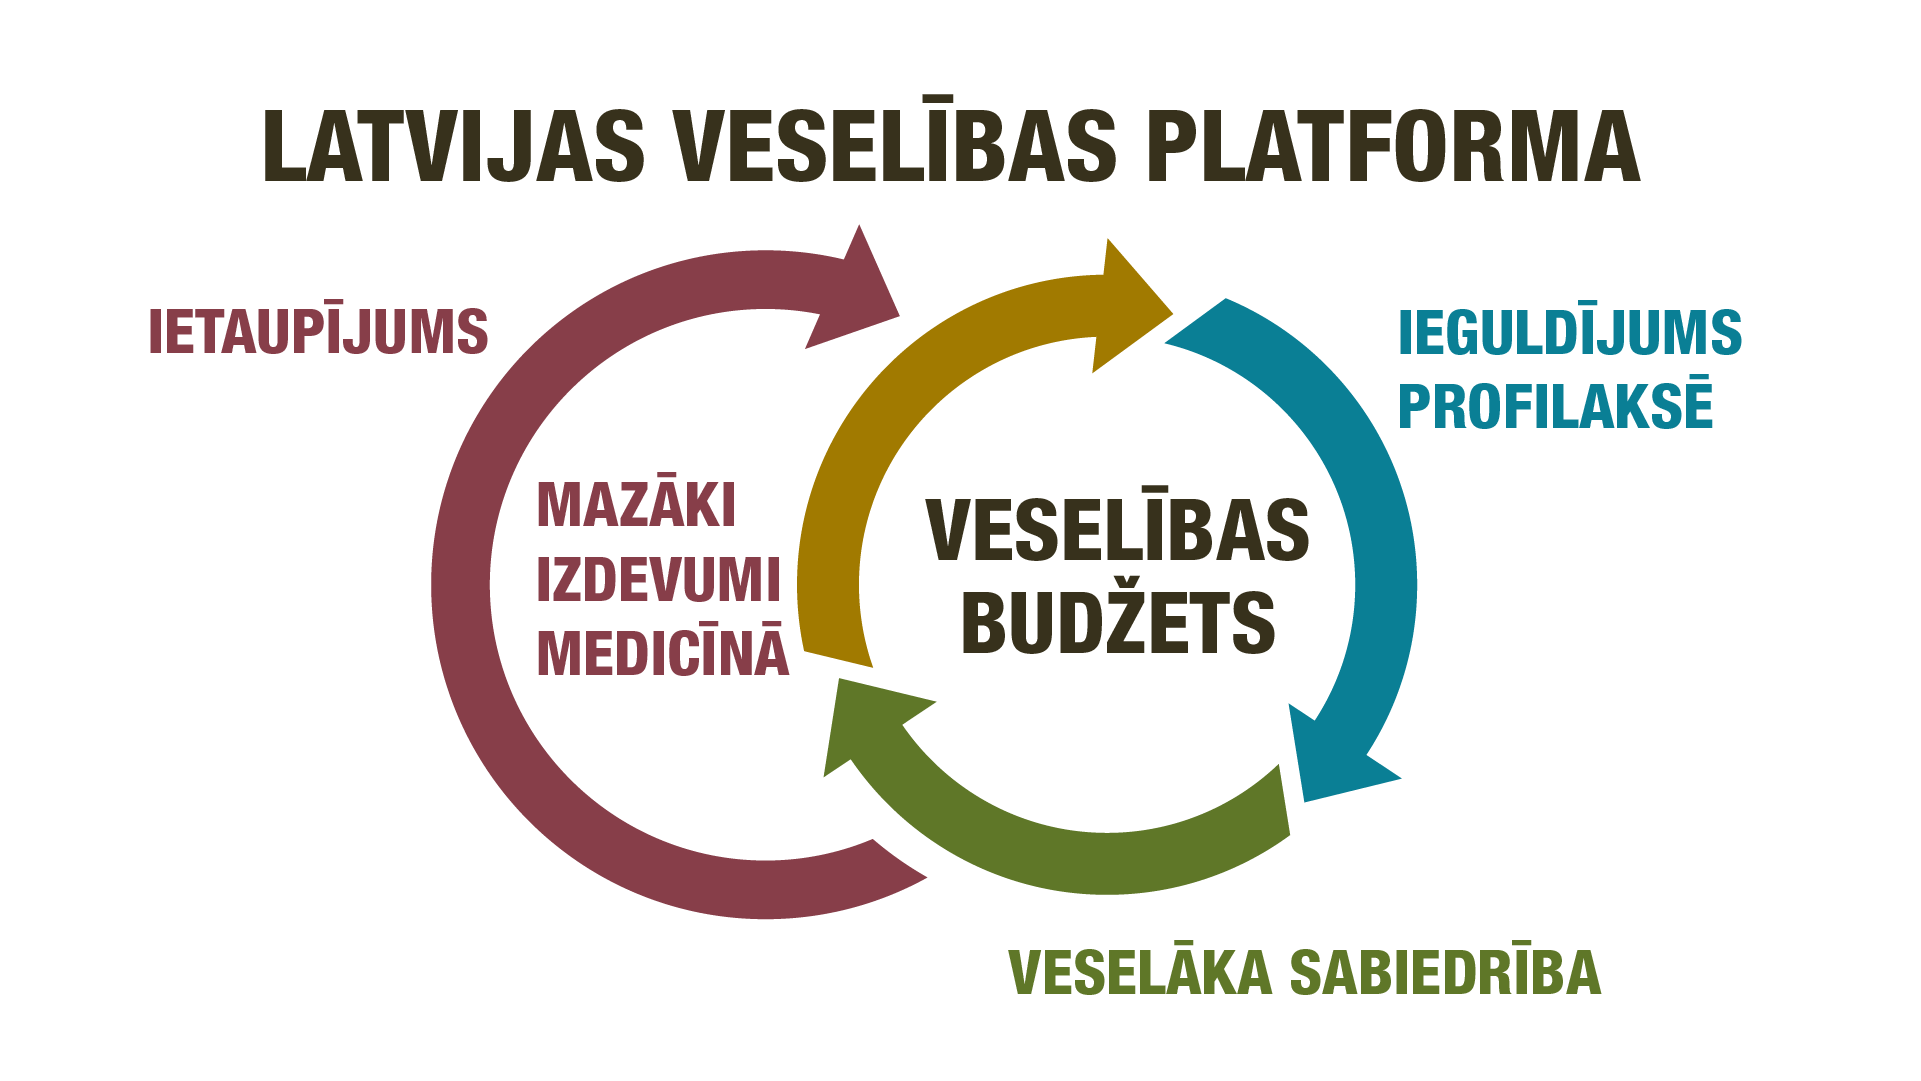 LATVIJAS VESELĪBAS PLATFORMA
IETAUPĪJUMS
IEGULDĪJUMS
PROFILAKSĒ
MAZĀKI
IZDEVUMI
MEDICĪNĀ
VESELĪBAS
BUDŽETS
VESELĀKA SABIEDRĪBA